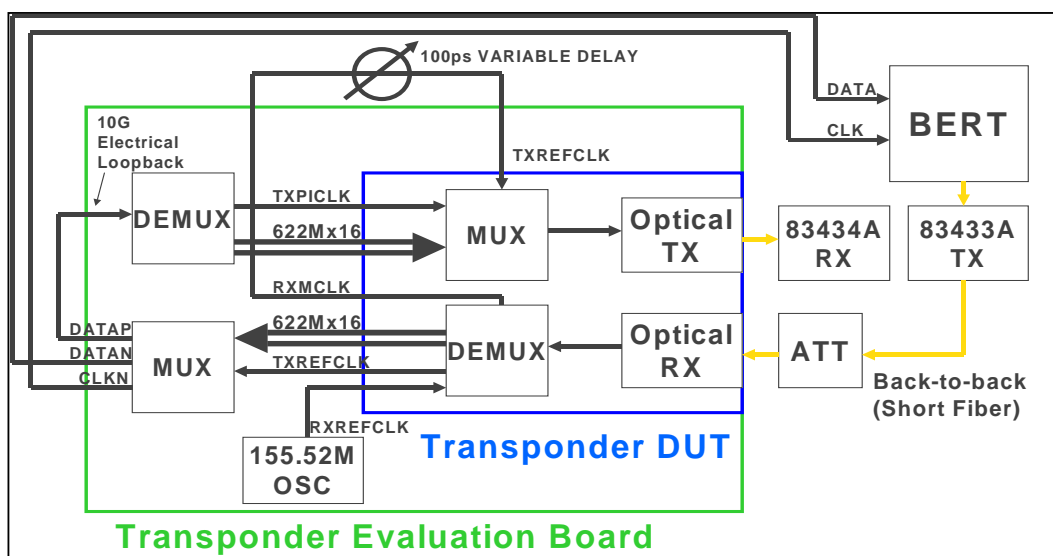 100ps VARIABLE DELAY
DATA
BERT
CLK
10G
Electrical
Loopback
TXREFCLK
TXPICLK
DEMUX
622Mx16
MUX
Optical
TX
83434A
RX
83433A
TX
RXMCLK
622Mx16
DATAP
DATAN
CLKN
MUX
TXREFCLK
DEMUX
Optical
RX
ATT
Back-to-back
(Short Fiber)
RXREFCLK
155.52M
OSC
Transponder DUT
Transponder Evaluation Board